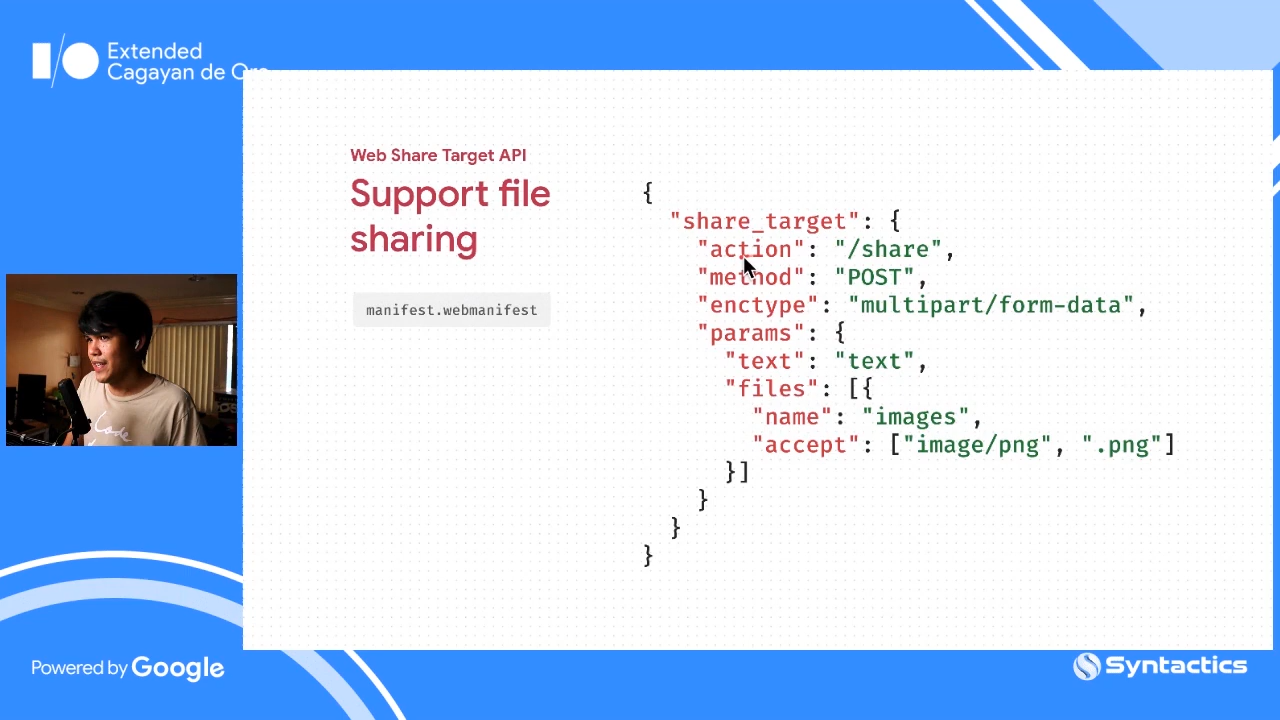 I/O Extended
Cagayan de Oro
Web Share Target API
Support file
sharing
manifest.webmanifest
{
  "share_target": {
    "action": "/share",
    "method": "POST",
    "enctype": "multipart/form-data",
    "params": {
      "text": "text",
      "files": [{
        "name": "images",
        "accept": ["image/png", ".png"]
      }]
    }
  }
}
Code
Powered by Google
Syntactics